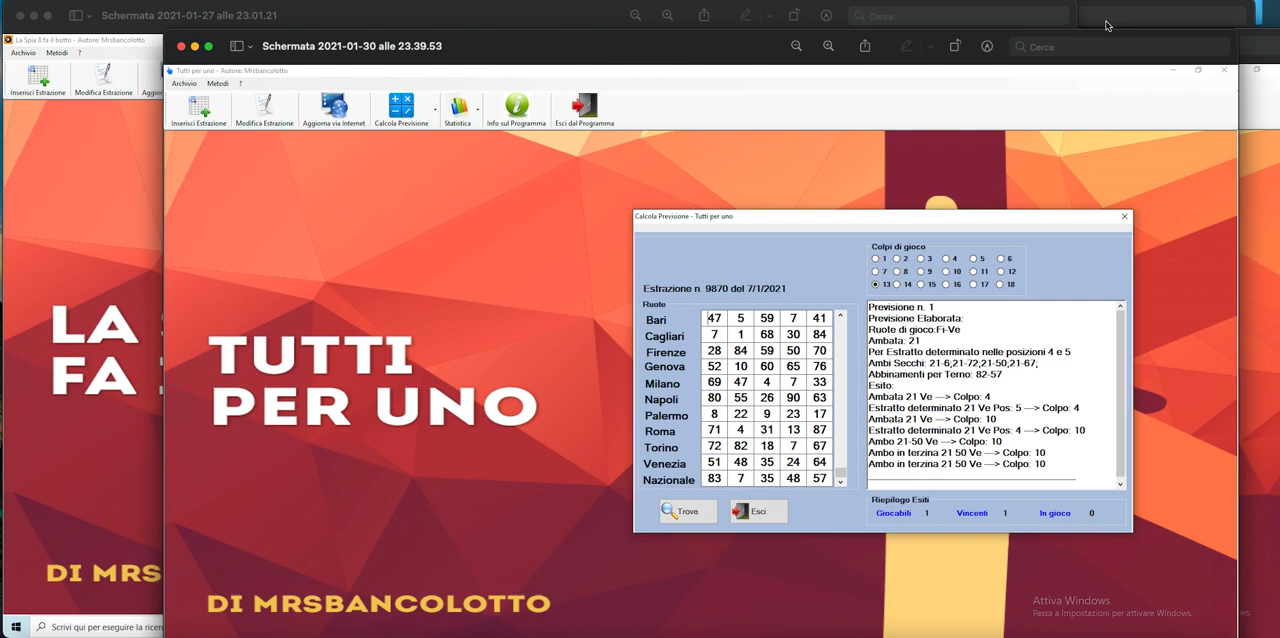 Schermata 2021-01-27 alle 23.01.21
Cerca
La Spia 8 fa il botto - Autore: Mrsbancolotto
Archivio Metodi ?
Inserisci Estrazione Modifica Estrazione
LA
FA
DI MRS
Scrivi qui per eseguire la ricer
Schermata 2021-01-30 alle 23.39.53
Cerca
Tutti per uno - Autore: Mrsbancolotto
Archivio Metodi ?
Inserisci Estrazione Modifica Estrazione Aggiorna via Internet Calcola Previsione Statistica Info sul Programma Esci dal Programma
TUTTI
PER UNO
DI MRSBANCOLOTTO
Calcola Previsione - Tutti per uno
Estrazione n. 9870 del 7/1/2021
Ruote
Bari 47 5 59 7 41
Cagliari 7 1 68 30 84
Firenze 28 84 59 50 70
Genova 52 10 60 65 76
Milano 69 47 4 7 33
Napoli 80 55 26 90 63
Palermo 8 22 9 23 17
Roma 71 4 31 13 87
Torino 72 82 18 7 67
Venezia 51 48 35 24 64
Nazionale 83 7 35 48 57
Trova Esci
Colpi di gioco
1 2 3 4 5 6
7 8 9 10 11 12
13 14 15 16 17 18
Previsione n. 1
Previsione Elaborata:
Ruote di gioco:Fi-Ve
Ambata: 21
Per Estratto determinato nelle posizioni 4 e 5
Ambi Secchi: 21-6,21-72,21-50,21-67;
Abbinamenti per Terno: 82-57
Esito:
Ambata 21 Ve ---> Colpo: 4
Estratto determinato 21 Ve Pos: 5 ---> Colpo: 4
Ambata 21 Ve ---> Colpo: 10
Estratto determinato 21 Ve Pos: 4 ---> Colpo: 10
Ambo 21-50 Ve ---> Colpo: 10
Ambo in terzina 21 50 Ve ---> Colpo: 10
Ambo in terzina 21 50 Ve ---> Colpo: 10
Riepilogo Esiti
Giocabili 1 Vincenti 1 In gioco 0
Attiva Windows
Passa a Impostazioni per attivare Windows.